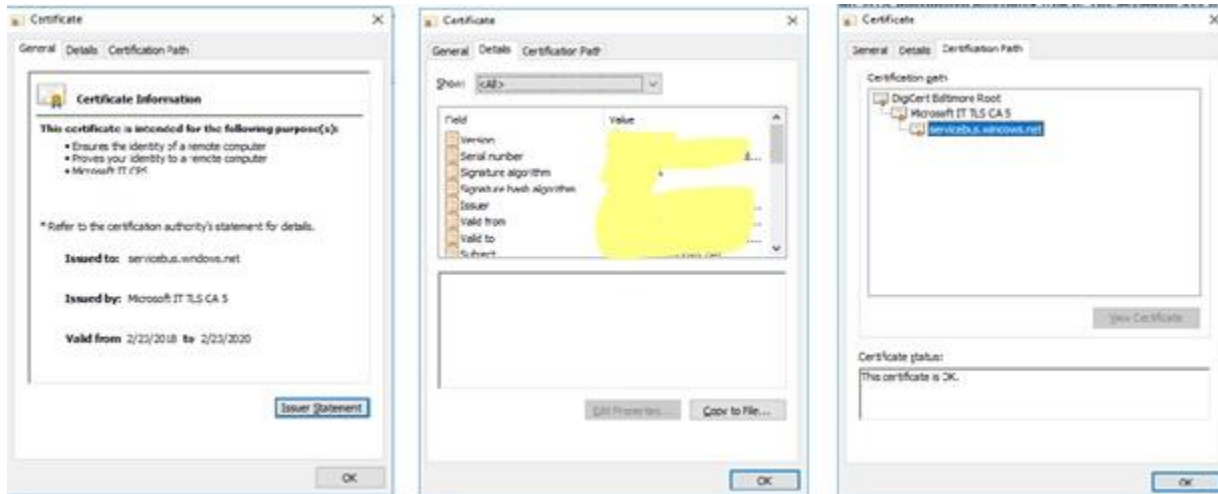 Certificate
General Details Certification Path
Certificate Information
This certificate is intended for the following purpose(s):
• Ensures the identity of a remote computer
• Proves your identity to a remote computer
• Microsoft IT CPS
* Refer to the certification authority's statement for details.
Issued to: servicebus.windows.net
Issued by: Microsoft IT TLS CA 5
Valid from 2/23/2018 to 2/23/2020
Issuer Statement
OK
Certificate
General Details Certification Path
Show: <All>
Field Value
Version
Serial number
Signature algorithm
Signature hash algorithm
Issuer
Valid from
Valid to
Subject
Edit Properties...
Copy to File...
OK
Certificate
General Details Certification Path
Certification path
DigiCert Baltimore Root
Microsoft IT TLS CA 5
servicebus.windows.net
View Certificate
Certificate status:
This certificate is OK.
OK